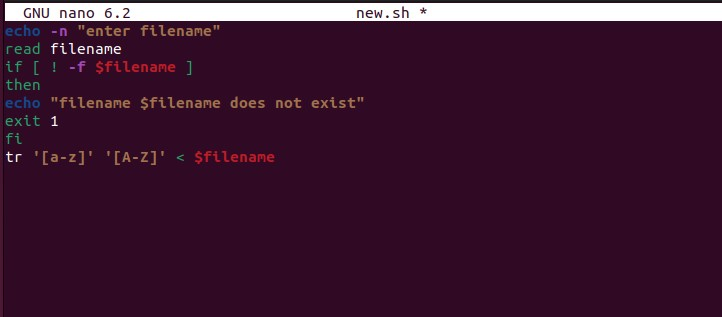 GNU nano 6.2 new.sh *
echo -n "enter filename"
read filename
if [ ! -f $filename ]
then
echo "filename $filename does not exist"
exit 1
fi
tr '[a-z]' '[A-Z]' < $filename